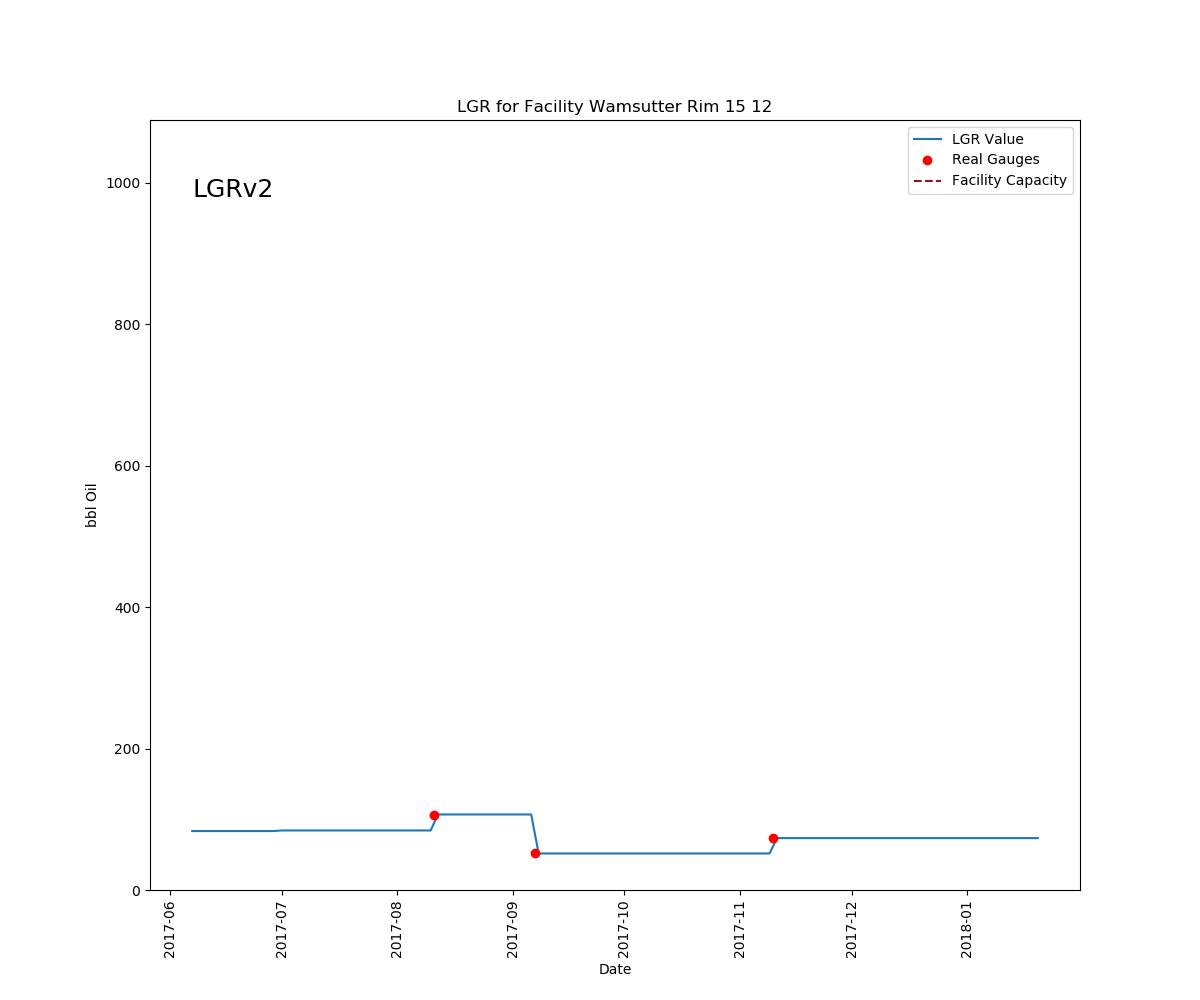 LGR for Facility Wamsutter Rim 15 12
LGRv2
LGR Value
Real Gauges
Facility Capacity
1000
800
600
400
200
0
bbl Oil
2017-06
2017-07
2017-08
2017-09
2017-10
2017-11
2017-12
2018-01
Date